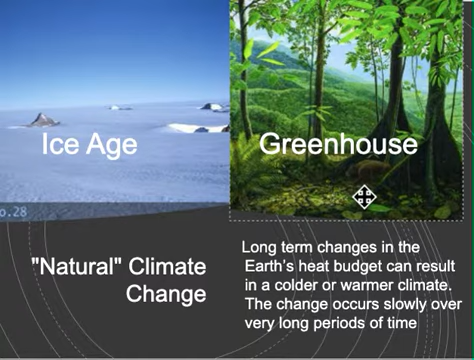 Ice Age
Greenhouse
o.28
"Natural" Climate
Change
Long term changes in the
Earth's heat budget can result
in a colder or warmer climate.
The change occurs slowly over
very long periods of time